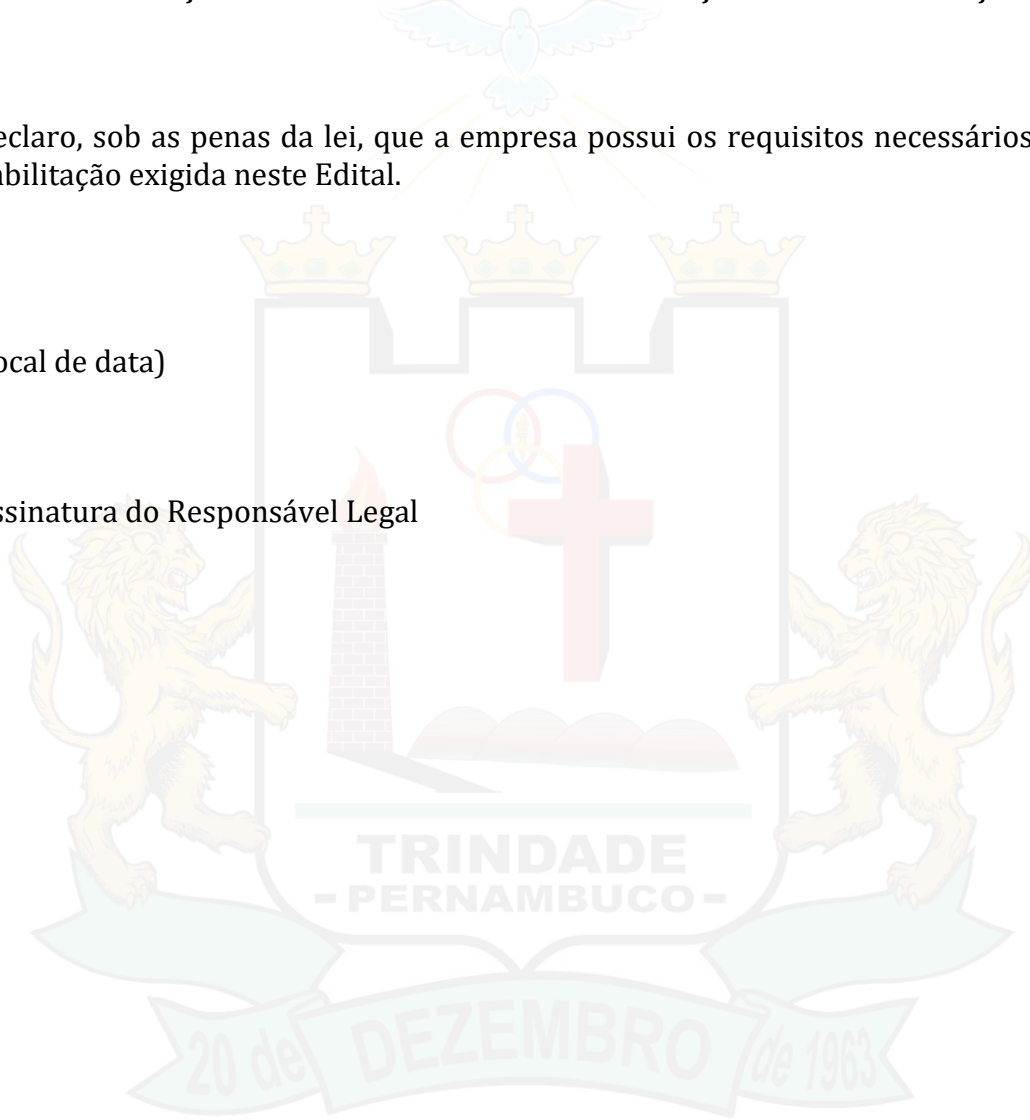 eclaro, sob as penas da lei, que a empresa possui os requisitos necessários
abilitação exigida neste Edital.
ocal de data)
ssinatura do Responsável Legal
TRINDADE
- PERNAMBUCO -
20 de DEZEMBRO de 1963